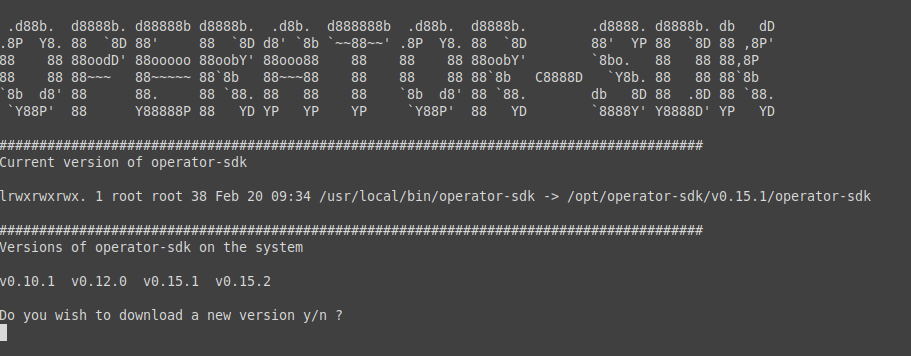 .d88b.  d8888b. d88888b d8888b.  .d8b.  d888888b  .d88b.  d8888b.        .d8888. d8888b. db   dD
.8P  Y8. 88  `8D 88'     88  `8D d8' `8b `~~88~~' .8P  Y8. 88  `8D        88'  YP 88  `8D 88 ,8P'
88    88 88oodD' 88ooooo 88oobY' 88ooo88    88    88    88 88oobY'        `8bo.   88   88 88,8P
88    88 88~~~   88~~~~~ 88`8b   88~~~88    88    88    88 88`8b   C8888D   `Y8b. 88   88 88`8b
`8b  d8' 88      88.     88 `88. 88   88    88    `8b  d8' 88 `88.        db   8D 88  .8D 88 `88.
 `Y88P'  88      Y88888P 88   YD YP   YP    YP     `Y88P'  88   YD        `8888Y' Y8888D' YP   YD
########################################################################################
Current version of operator-sdk
lrwxrwxrwx. 1 root root 38 Feb 20 09:34 /usr/local/bin/operator-sdk -> /opt/operator-sdk/v0.15.1/operator-sdk
########################################################################################
Versions of operator-sdk on the system
v0.10.1  v0.12.0  v0.15.1  v0.15.2
Do you wish to download a new version y/n ?